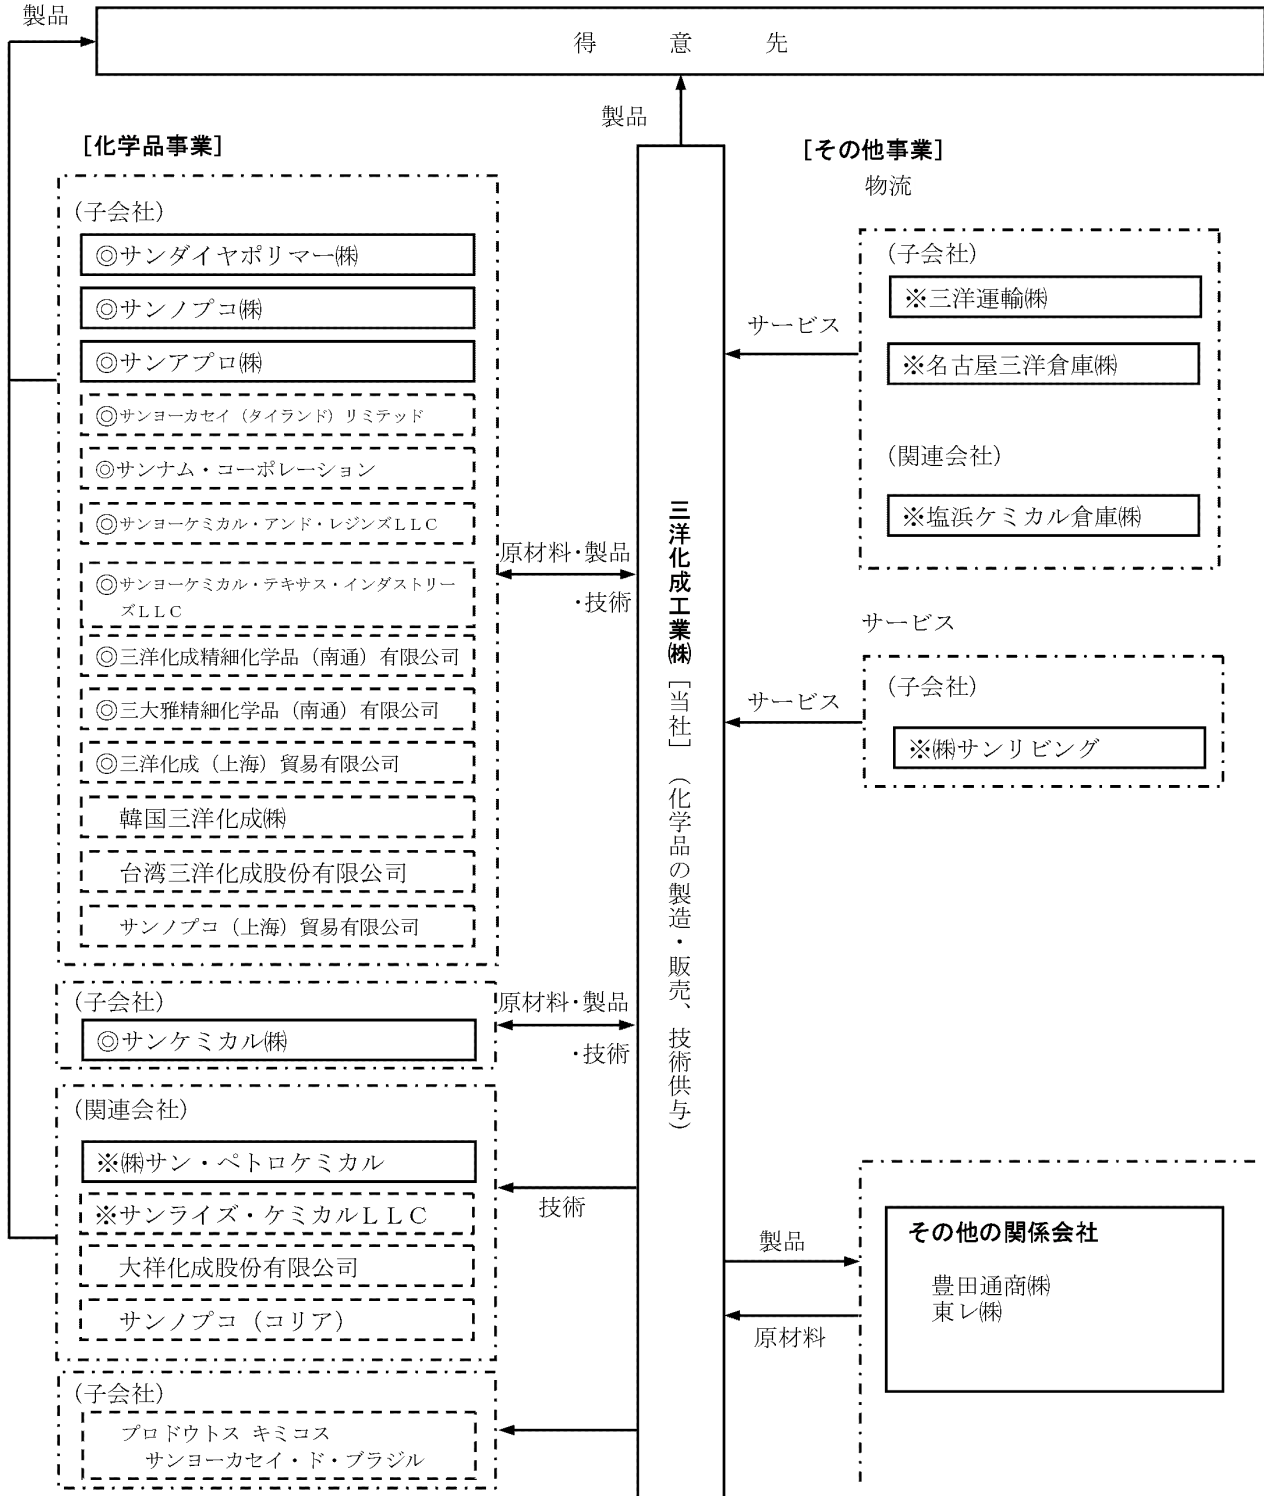 製品
得意先
製品
[化学品事業]
(子会社)
◎サンダイヤポリマー㈱
◎サンノプコ㈱
◎サンアプロ㈱
◎サンヨーカセイ(タイランド)リミテッド
◎サンナム・コーポレーション
◎サンヨーケミカル・アンド・レジンズLLC
◎サンヨーケミカル・テキサス・インダストリー
ズLLC
◎三洋化成精細化学品(南通)有限公司
◎三大雅精細化学品(南通)有限公司
◎三洋化成(上海)貿易有限公司
韓国三洋化成㈱
台湾三洋化成股份有限公司
サンノプコ(上海)貿易有限公司
原材料・製品
・技術
(子会社)
◎サンケミカル㈱
原材料・製品
・技術
(関連会社)
※㈱サン・ペトロケミカル
※サンライズ・ケミカルLLC
大祥化成股份有限公司
サンノプコ(コリア)
技術
(子会社)
プロドウトス キミコス
サンヨーカセイ・ド・ブラジル
三洋化成工業㈱[当社](化学品の製造・販売、技術供与)
[その他事業]
物流
(子会社)
※三洋運輸㈱
※名古屋三洋倉庫㈱
(関連会社)
※塩浜ケミカル倉庫㈱
サービス
サービス
(子会社)
※㈱サンリビング
サービス
その他の関係会社
豊田通商㈱
東レ㈱
製品
原材料